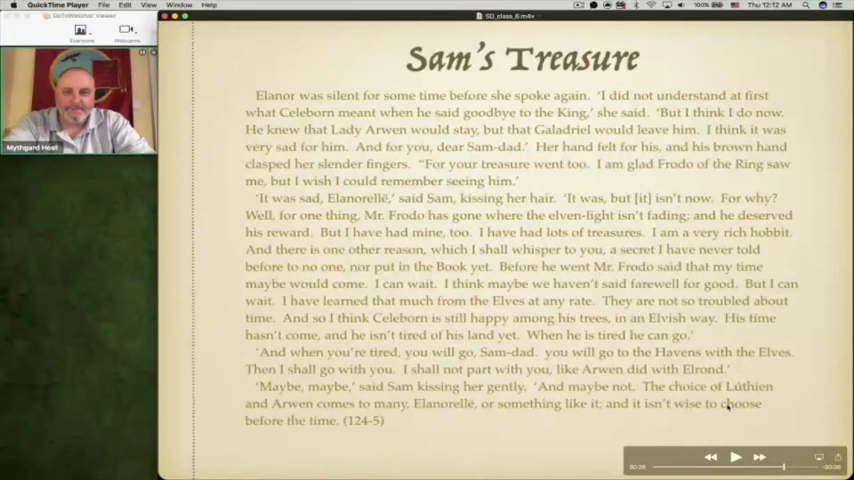 QuickTime Player File Edit View Window Help 100% Thu 12:12 AM
GoToWebinar Viewer
SD_class_6.m4v
Everyone Webcams
Mythgard Host
Sam's Treasure
Elanor was silent for some time before she spoke again. 'I did not understand at first
what Celeborn meant when he said goodbye to the King,' she said. 'But I think I do now.
He knew that Lady Arwen would stay, but that Galadriel would leave him. I think it was
very sad for him. And for you, dear Sam-dad.' Her hand felt for his, and his brown hand
clasped her slender fingers. "For your treasure went too. I am glad Frodo of the Ring saw
me, but I wish I could remember seeing him.'
'It was sad, Elanorellë,' said Sam, kissing her hair. 'It was, but [it] isn't now. For why?
Well, for one thing, Mr. Frodo has gone where the elven-light isn't fading; and he deserved
his reward. But I have had mine, too. I have had lots of treasures. I am a very rich hobbit.
And there is one other reason, which I shall whisper to you, a secret I have never told
before to no one, nor put in the Book yet. Before he went Mr. Frodo said that my time
maybe would come. I can wait. I think maybe we haven't said farewell for good. But I can
wait. I have learned that much from the Elves at any rate. They are not so troubled about
time. And so I think Celeborn is still happy among his trees, in an Elvish way. His time
hasn't come, and he isn't tired of his land yet. When he is tired he can go.'
'And when you're tired, you will go, Sam-dad. you will go to the Havens with the Elves.
Then I shall go with you. I shall not part with you, like Arwen did with Elrond.'
'Maybe, maybe,' said Sam kissing her gently. 'And maybe not. The choice of Lúthien
and Arwen comes to many, Elanorellë, or something like it; and it isn't wise to choose
before the time. (124-5)